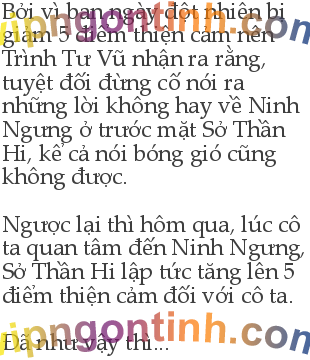 Bởi vì ban ngày đột nhiên bị
giảm 5 điểm thiện cảm nên
Trình Tư Vũ nhận ra rằng,
tuyệt đối đừng cố nói ra
những lời không hay về Ninh
Ngưng ở trước mặt Sở Thần
Hi, kể cả nói bóng gió cũng
không được.
Ngược lại thì hôm qua, lúc cô
ta quan tâm đến Ninh Ngưng,
Sở Thần Hi lập tức tăng lên 5
điểm thiện cảm đối với cô ta.
Đã như vậy thì...
vipngontinh.com
vipngontinh.com